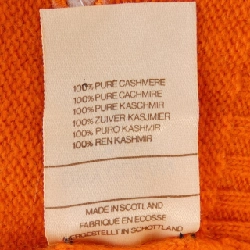 100% PURE CASHMERE
100% PURE CACHMIRE
100% PURE KASCHMIR
100% ZUIVER KASJMIER
100% PURO KASHMIR
100% REN KASHMIR
MADE IN SCOTLAND
FABRIQUE EN ECOSSE
HERGESTELLT IN SCHOTTLAND